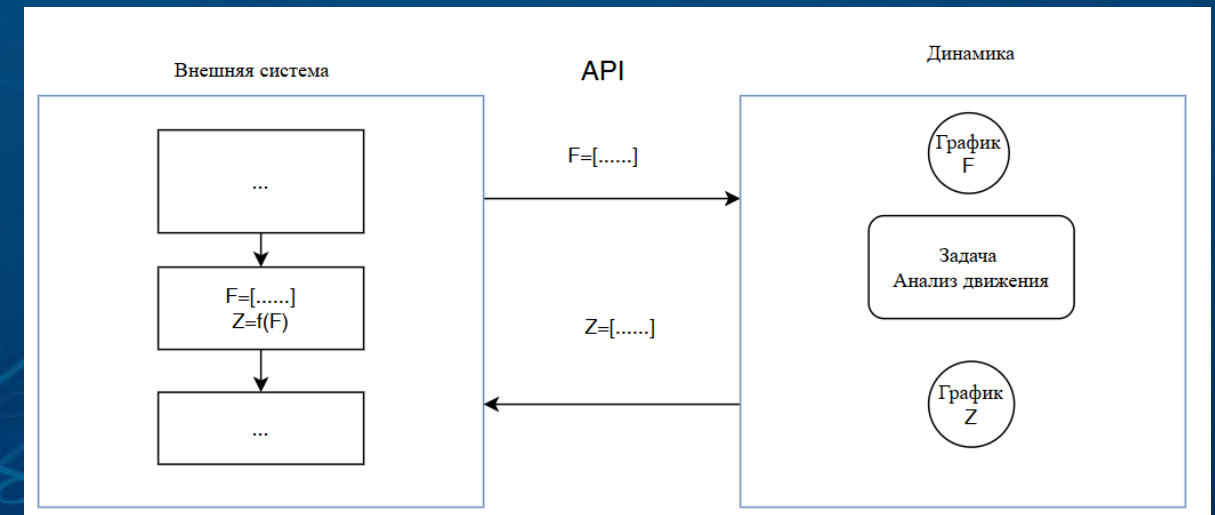 Внешняя система
API
Динамика
...
F=[......]
Z=f(F)
...
F=[......]
Z=[......]
График
F
Задача
Анализ движения
График
Z